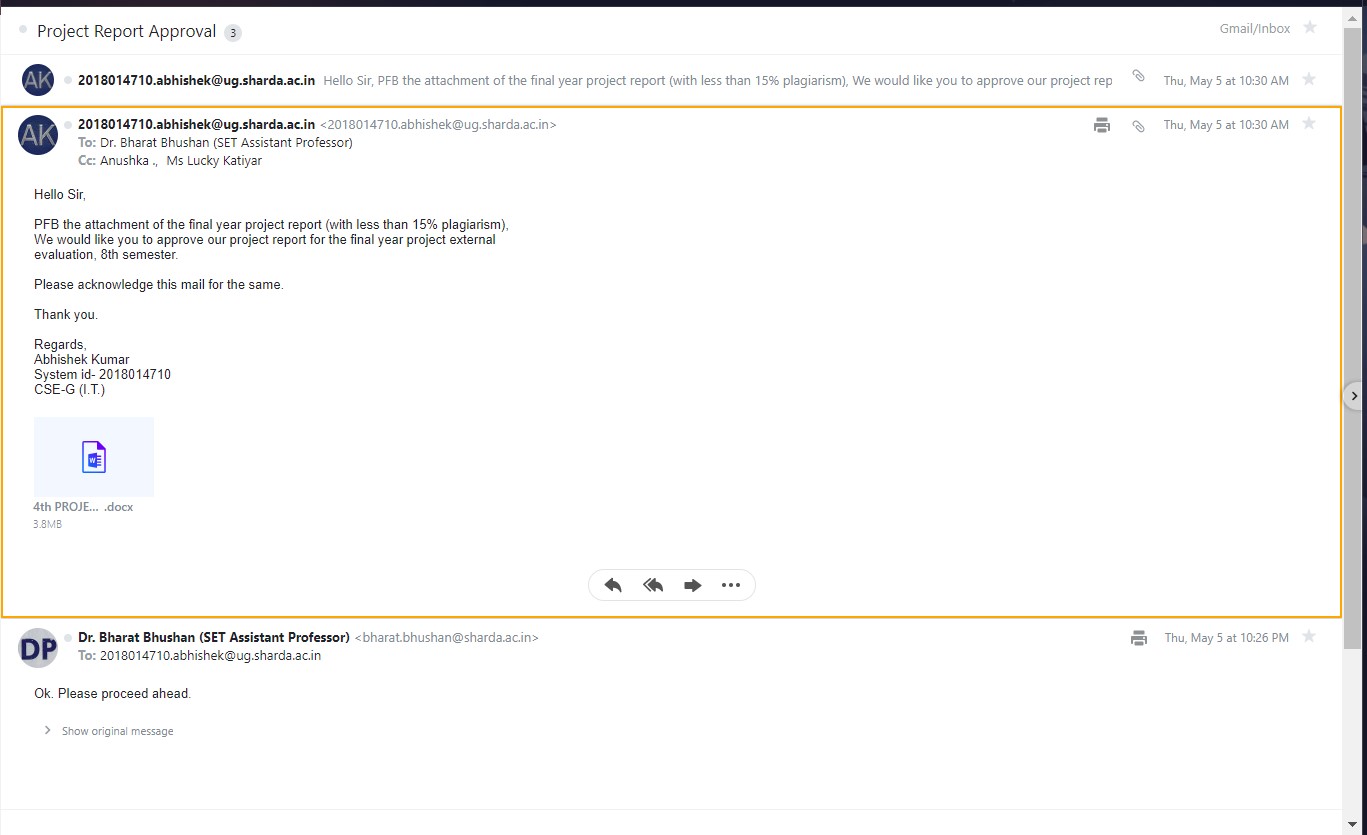 Project Report Approval 3
Gmail/Inbox
AK
2018014710.abhishek@ug.sharda.ac.in Hello Sir, PFB the attachment of the final year project report (with less than 15% plagiarism), We would like you to approve our project rep
Thu, May 5 at 10:30 AM
AK
2018014710.abhishek@ug.sharda.ac.in <2018014710.abhishek@ug.sharda.ac.in>
Thu, May 5 at 10:30 AM
To: Dr. Bharat Bhushan (SET Assistant Professor)
Cc: Anushka ., Ms Lucky Katiyar
Hello Sir,
PFB the attachment of the final year project report (with less than 15% plagiarism),
We would like you to approve our project report for the final year project external
evaluation, 8th semester.
Please acknowledge this mail for the same.
Thank you.
Regards,
Abhishek Kumar
System id- 2018014710
CSE-G (I.T.)
W
4th PROJE... .docx
3.8MB
DP
Dr. Bharat Bhushan (SET Assistant Professor) <bharat.bhushan@sharda.ac.in>
Thu, May 5 at 10:26 PM
To: 2018014710.abhishek@ug.sharda.ac.in
Ok. Please proceed ahead.
Show original message